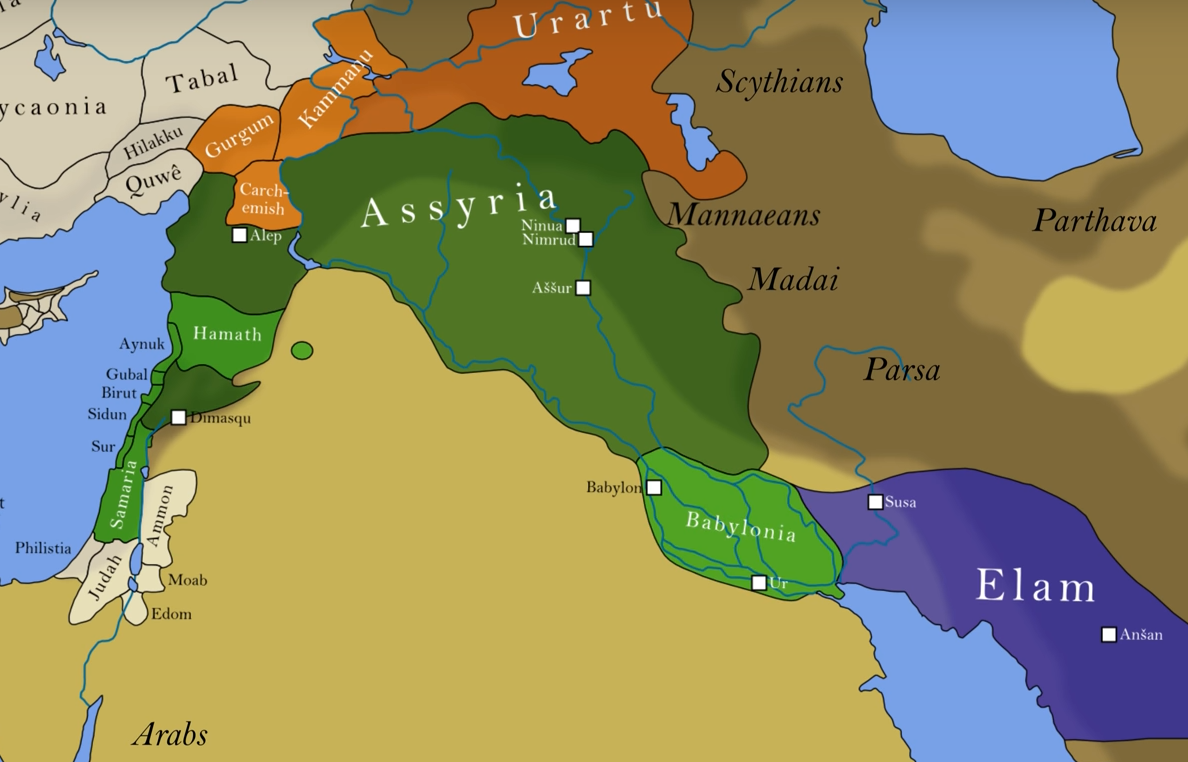 Urartu
Scythians
Tabal
ycaonia
Kammanu
Gurgum
Hilakku
Quwê
ylia
Carch-
emish
Assyria
Mannaeans
Parthava
Alep
Ninua
Nimrud
Madai
Aššur
Hamath
Aynuk
Gubal
Birut
Sidun
Dimasqu
Parsa
Sur
Samaria
Ammon
Babylon
Babylonia
Susa
Philistia
Judah
Moab
Edom
Ur
Elam
Anšan
Arabs